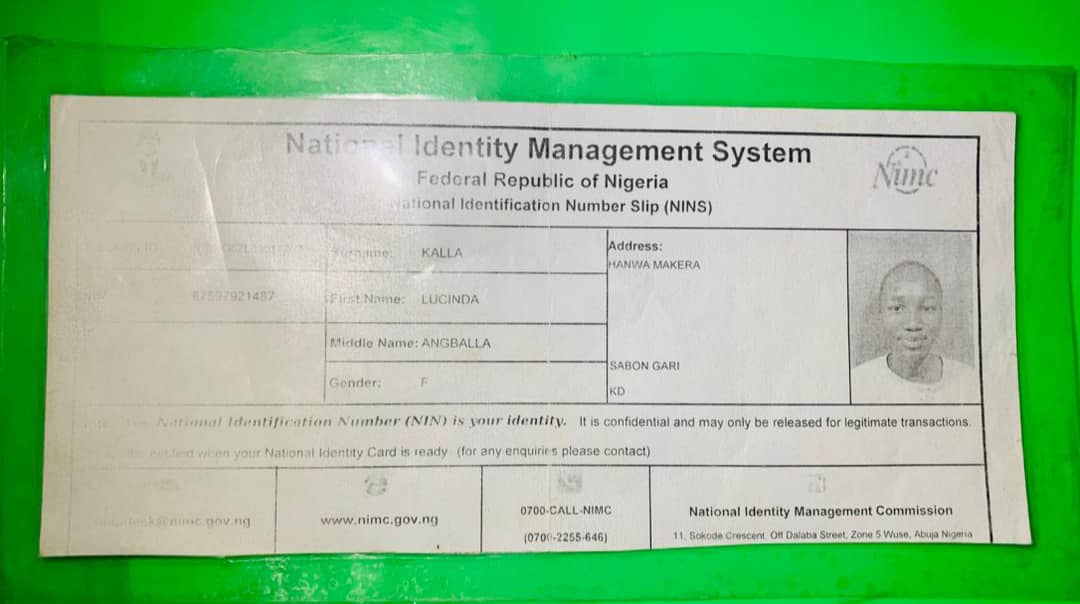 National Identity Management System
Federal Republic of Nigeria
National Identification Number Slip (NINS)
Nimc
Surname: KALLA
First Name: LUCINDA
Middle Name: ANGBALLA
Gender: F
Address:
HANWA MAKERA
SABON GARI
KD
National Identification Number (NIN) is your identity. It is confidential and may only be released for legitimate transactions.
when your National Identity Card is ready (for any enquiries please contact)
www.nimc.gov.ng
0700-CALL-NIMC
(0700-2255-646)
National Identity Management Commission
11, Sokode Crescent, Off Dalaba Street, Zone 5 Wuse, Abuja Nigeria